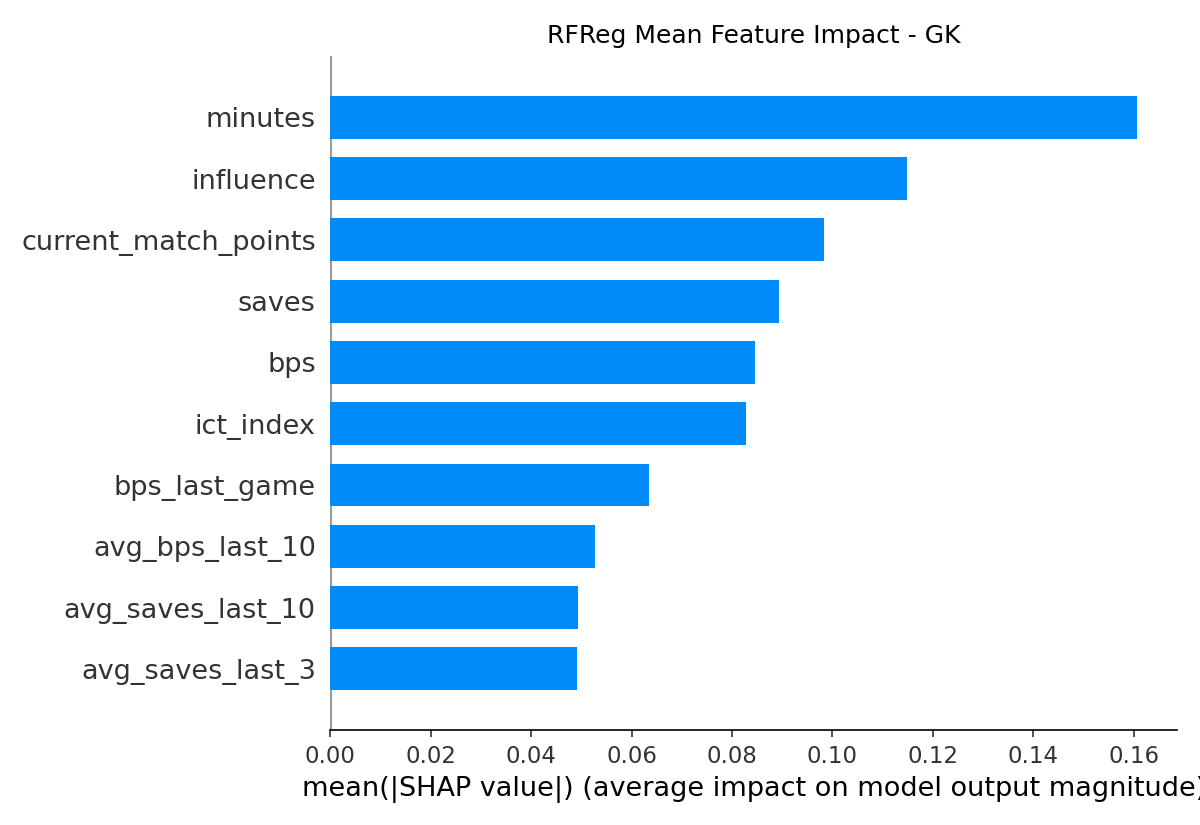 RFReg Mean Feature Impact - GK
minutes
influence
current_match_points
saves
bps
ict_index
bps_last_game
avg_bps_last_10
avg_saves_last_10
avg_saves_last_3
0.00 0.02 0.04 0.06 0.08 0.10 0.12 0.14 0.16
mean(|SHAP value|) (average impact on model output magnitude)